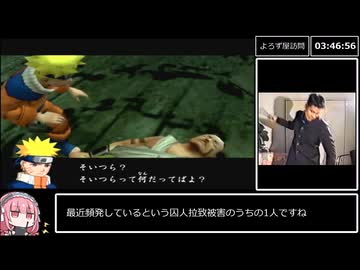 よろず屋訪問
03:46:56
そいつら？
なん
そいつらって何だってばよ？
最近頻発しているという囚人拉致被害のうちの1人ですね